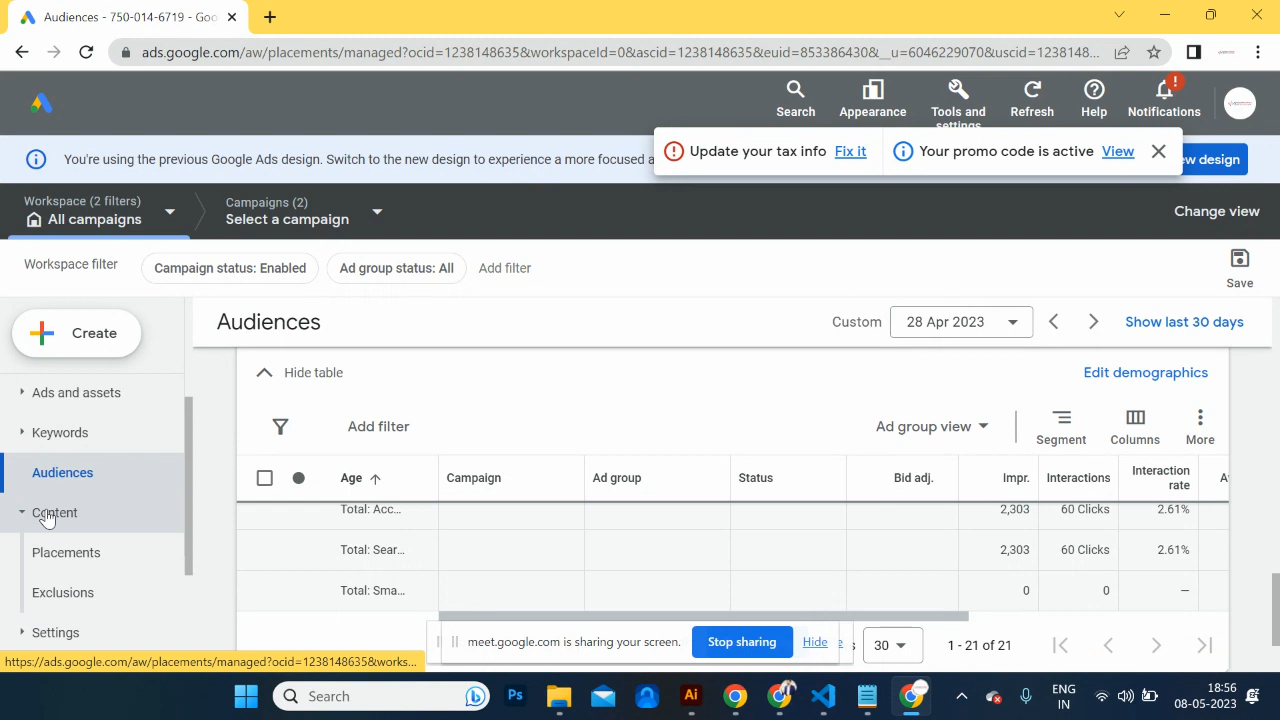 Audiences - 750-014-6719 - Goo
ads.google.com/aw/placements/managed?ocid=1238148635&workspaceId=0&ascid=1238148635&euid=853386430&__u=6046229070&uscid=1238148...
Search
Appearance
Tools and settings
Refresh
Help
Notifications
You're using the previous Google Ads design. Switch to the new design to experience a more focused a
Update your tax info Fix it
Your promo code is active View
ew design
Workspace (2 filters)
All campaigns
Campaigns (2)
Select a campaign
Change view
Workspace filter
Campaign status: Enabled
Ad group status: All
Add filter
Save
Create
Audiences
Custom
28 Apr 2023
Show last 30 days
Ads and assets
Keywords
Audiences
Content
Placements
Exclusions
Settings
Hide table
Edit demographics
Add filter
Ad group view
Segment
Columns
More
Age Campaign Ad group Status Bid adj. Impr. Interactions Interaction rate
Total: Acc... 2,303 60 Clicks 2.61%
Total: Sear... 2,303 60 Clicks 2.61%
Total: Sma... 0 0 —
meet.google.com is sharing your screen. Stop sharing Hide
30
1 - 21 of 21
https://ads.google.com/aw/placements/managed?ocid=1238148635&works...
Search
Ps
Ai
ENG
IN
18:56
08-05-2023